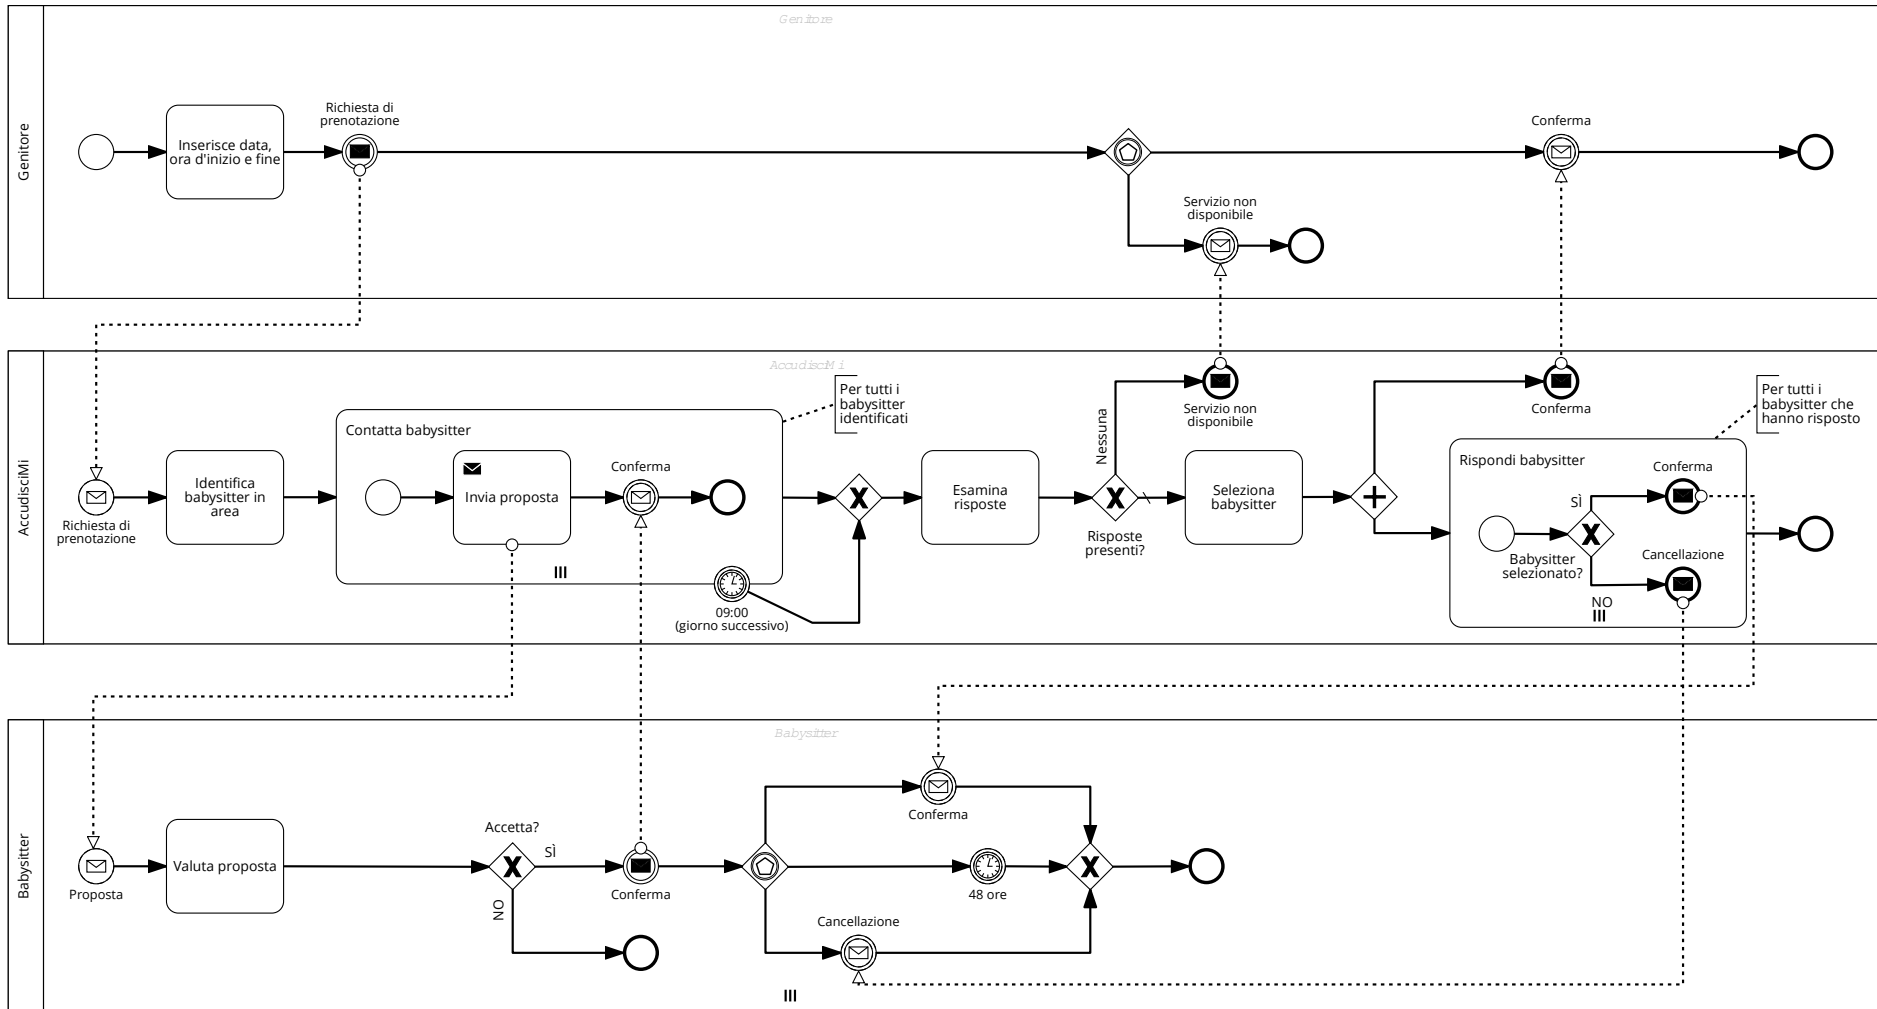 Genitore
Genitore
Inserisce data,
ora d'inizio e fine
Richiesta di
prenotazione
Conferma
Servizio non
disponibile
AccudisciMi
AccudisciMi
Richiesta di
prenotazione
Identifica
babysitter in
area
Contatta babysitter
Invia proposta
Conferma
09:00
(giorno successivo)
Per tutti i
babysitter
identificati
Esamina
risposte
Risposte
presenti?
Nessuna
Servizio non
disponibile
Seleziona
babysitter
Conferma
Per tutti i
babysitter che
hanno risposto
Rispondi babysitter
Babysitter
selezionato?
SÌ
NO
Conferma
Cancellazione
Babysitter
Babysitter
Proposta
Valuta proposta
Accetta?
SÌ
NO
Conferma
Conferma
48 ore
Cancellazione